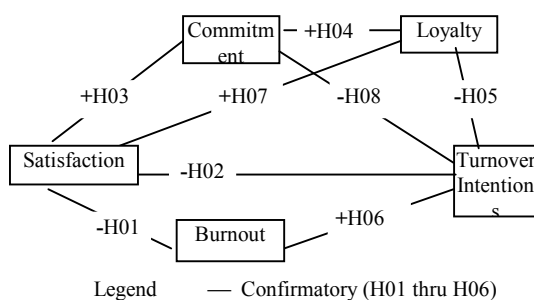 Commitm
ent
+H04
Loyalty
+H03
+H07
-H08
-H05
Satisfaction
-H02
Turnover
Intention
s
-H01
Burnout
+H06
Legend — Confirmatory (H01 thru H06)